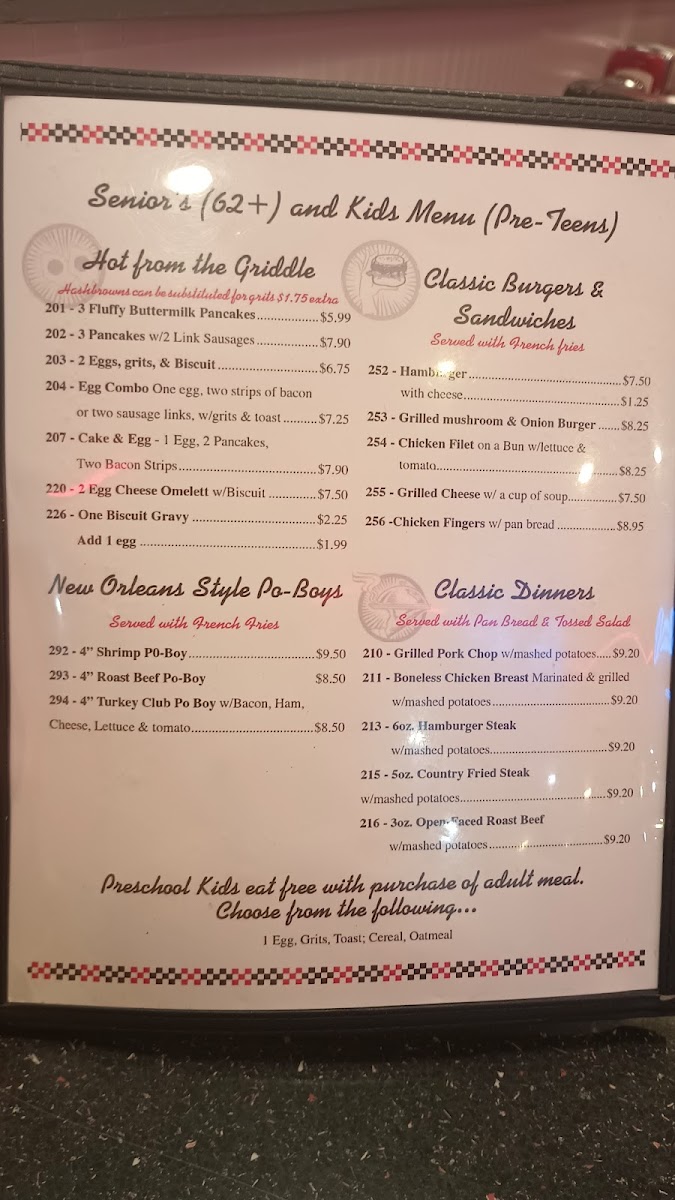 Senior's (62+) and Kids Menu (Pre-Teens)
Hot from the Griddle
Hashbrowns can be substituted for grits $1.75 extra
201 - 3 Fluffy Buttermilk Pancakes....................$5.99
202 - 3 Pancakes w/2 Link Sausages....................$7.90
203 - 2 Eggs, grits, & Biscuit................................$6.75
204 - Egg Combo One egg, two strips of bacon
or two sausage links, w/grits & toast...........$7.25
207 - Cake & Egg - 1 Egg, 2 Pancakes,
Two Bacon Strips.............................................$7.90
220 - 2 Egg Cheese Omelett w/Biscuit ...............$7.50
226 - One Biscuit Gravy ........................................$2.25
Add 1 egg .........................................................$1.99
New Orleans Style Po-Boys
Served with French Fries
292 - 4” Shrimp P0-Boy.........................................$9.50
293 - 4” Roast Beef Po-Boy $8.50
294 - 4” Turkey Club Po Boy w/Bacon, Ham,
Cheese, Lettuce & tomato.......................................$8.50
Classic Burgers &
Sandwiches
Served with French fries
252 - Hamburger..................................................$7.50
with cheese..................................................$1.25
253 - Grilled mushroom & Onion Burger.......$8.25
254 - Chicken Filet on a Bun w/lettuce &
tomato...........................................................$8.25
255 - Grilled Cheese w/ a cup of soup................$7.50
256 -Chicken Fingers w/ pan bread ...................$8.95
Classic Dinners
Served with Pan Bread & Tossed Salad
210 - Grilled Pork Chop w/mashed potatoes.....$9.20
211 - Boneless Chicken Breast Marinated & grilled
w/mashed potatoes......................................$9.20
213 - 6oz. Hamburger Steak
w/mashed potatoes......................................$9.20
215 - 5oz. Country Fried Steak
w/mashed potatoes................................................$9.20
216 - 3oz. Open-Faced Roast Beef
w/mashed potatoes......................................$9.20
Preschool Kids eat free with purchase of adult meal.
Choose from the following...
1 Egg, Grits, Toast; Cereal, Oatmeal